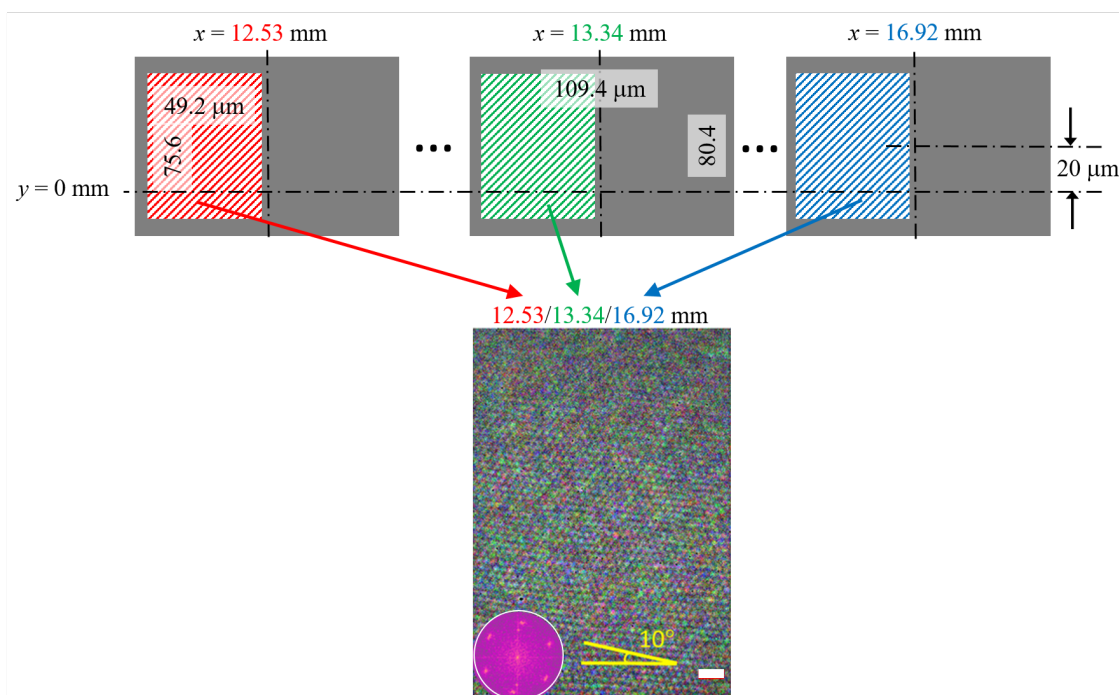 x = 12.53 mm
x = 13.34 mm
x = 16.92 mm
49.2 μm
109.4 μm
75.6
80.4
20 μm
y = 0 mm
12.53/13.34/16.92 mm
10°